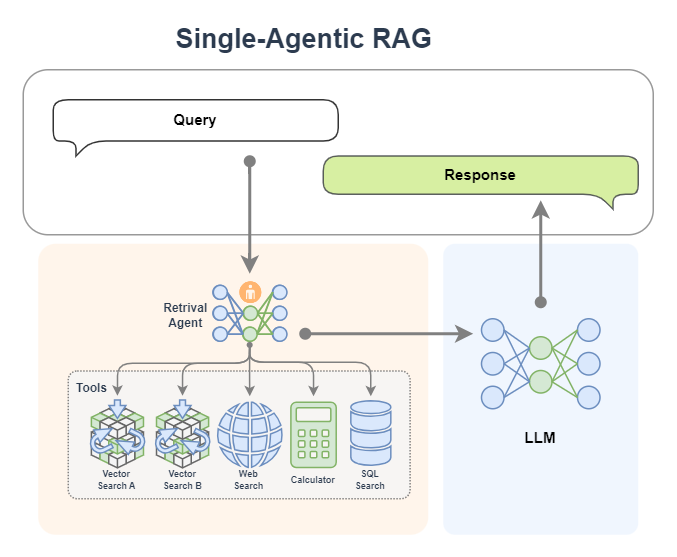 Single-Agentic RAG
Query
Response
Retrival
Agent
Tools
Vector
Search A
Vector
Search B
Web
Search
Calculator
SQL
Search
LLM